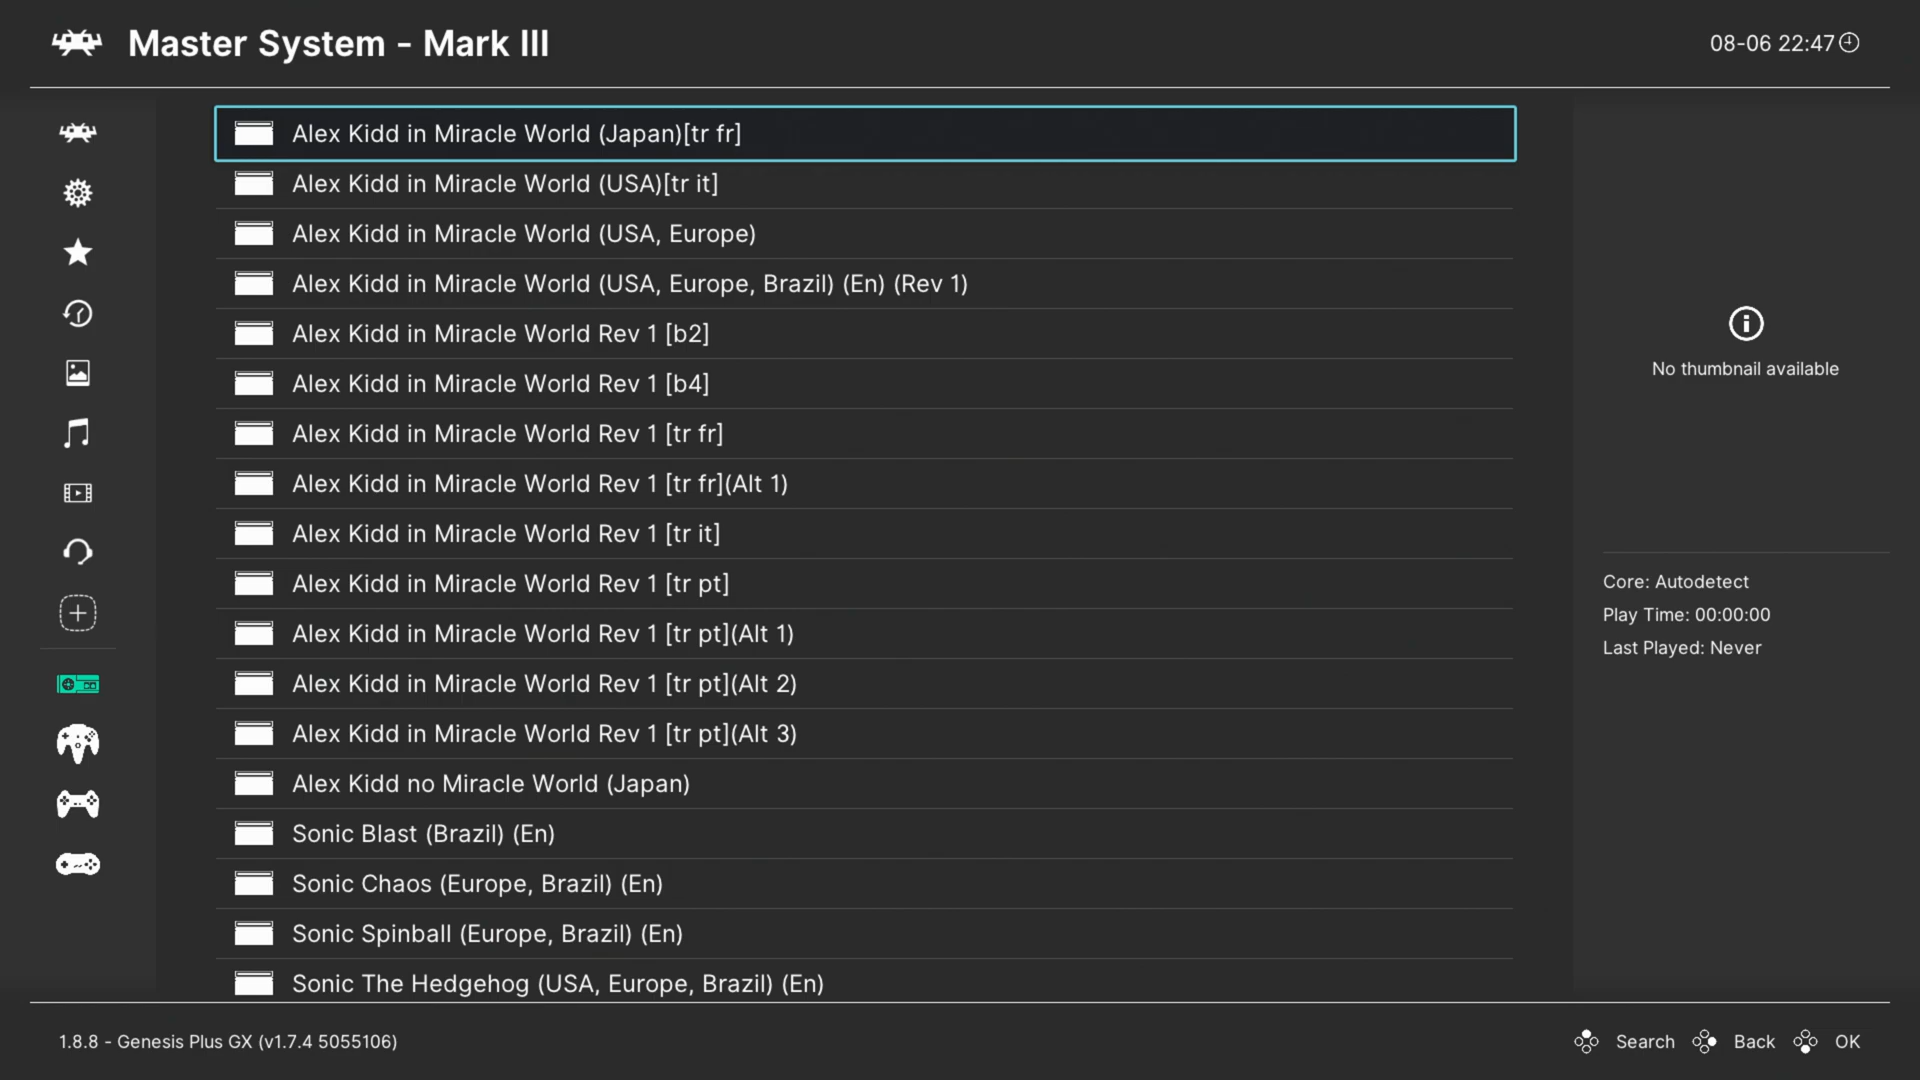 Master System - Mark III
08-06 22:47
Alex Kidd in Miracle World (Japan)[tr fr]
Alex Kidd in Miracle World (USA)[tr it]
Alex Kidd in Miracle World (USA, Europe)
Alex Kidd in Miracle World (USA, Europe, Brazil) (En) (Rev 1)
Alex Kidd in Miracle World Rev 1 [b2]
Alex Kidd in Miracle World Rev 1 [b4]
Alex Kidd in Miracle World Rev 1 [tr fr]
Alex Kidd in Miracle World Rev 1 [tr fr](Alt 1)
Alex Kidd in Miracle World Rev 1 [tr it]
Alex Kidd in Miracle World Rev 1 [tr pt]
Alex Kidd in Miracle World Rev 1 [tr pt](Alt 1)
Alex Kidd in Miracle World Rev 1 [tr pt](Alt 2)
Alex Kidd in Miracle World Rev 1 [tr pt](Alt 3)
Alex Kidd no Miracle World (Japan)
Sonic Blast (Brazil) (En)
Sonic Chaos (Europe, Brazil) (En)
Sonic Spinball (Europe, Brazil) (En)
Sonic The Hedgehog (USA, Europe, Brazil) (En)
No thumbnail available
Core: Autodetect
Play Time: 00:00:00
Last Played: Never
1.8.8 - Genesis Plus GX (v1.7.4 5055106)
Search Back OK